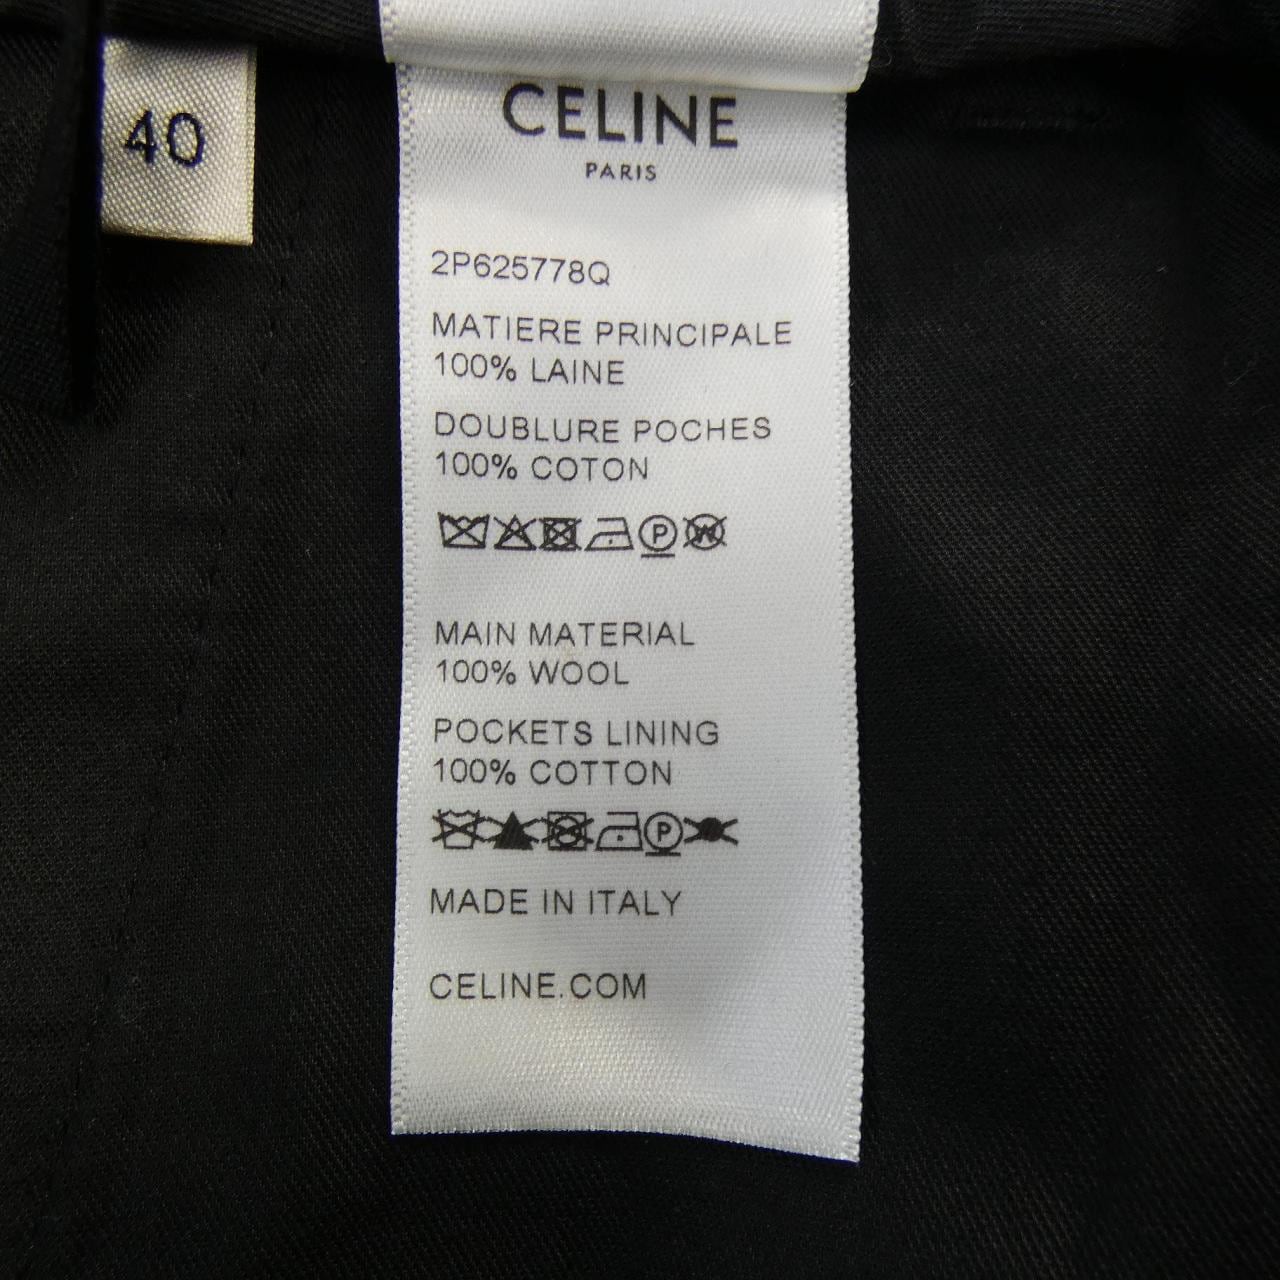 40
CELINE
PARIS
2P625778Q
MATIERE PRINCIPALE
100% LAINE
DOUBLURE POCHES
100% COTON
P W
MAIN MATERIAL
100% WOOL
POCKETS LINING
100% COTTON
P
MADE IN ITALY
CELINE.COM